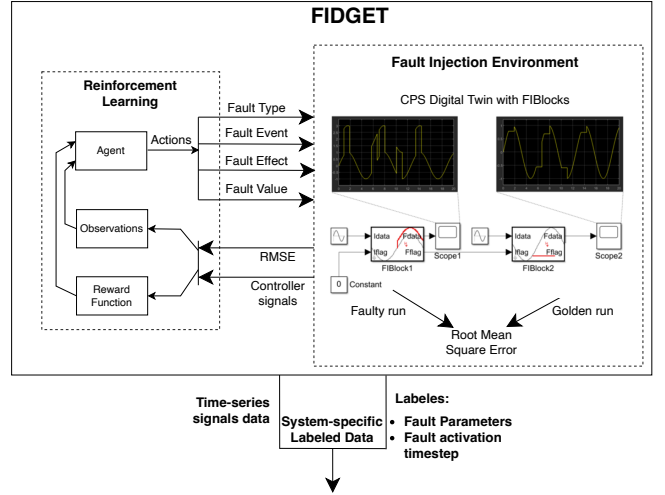 FIDGET
Reinforcement
Learning
Agent
Actions
Observations
Reward
Function
Fault Type
Fault Event
Fault Effect
Fault Value
RMSE
Controller
signals
Fault Injection Environment
CPS Digital Twin with FIBlocks
Idata
Iflag
Fdata
Fflag
FIBlock1
Scope1
0
Constant
Idata
Iflag
Fdata
Fflag
FIBlock2
Scope2
Faulty run
Golden run
Root Mean
Square Error
Time-series
signals data
System-specific
Labeled Data
Labeles:
• Fault Parameters
• Fault activation
timestep